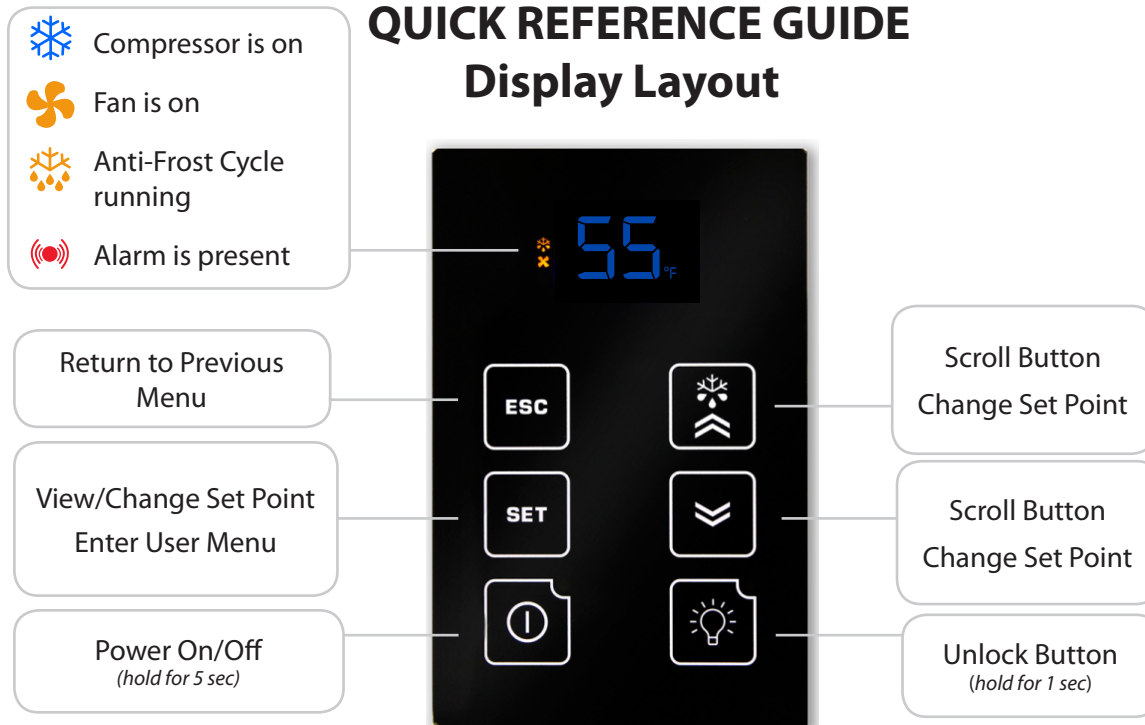 QUICK REFERENCE GUIDE
Display Layout
Compressor is on
Fan is on
Anti-Frost Cycle
running
Alarm is present
55 °F
Return to Previous
Menu
ESC
Scroll Button
Change Set Point
View/Change Set Point
Enter User Menu
SET
Scroll Button
Change Set Point
Power On/Off
(hold for 5 sec)
Unlock Button
(hold for 1 sec)